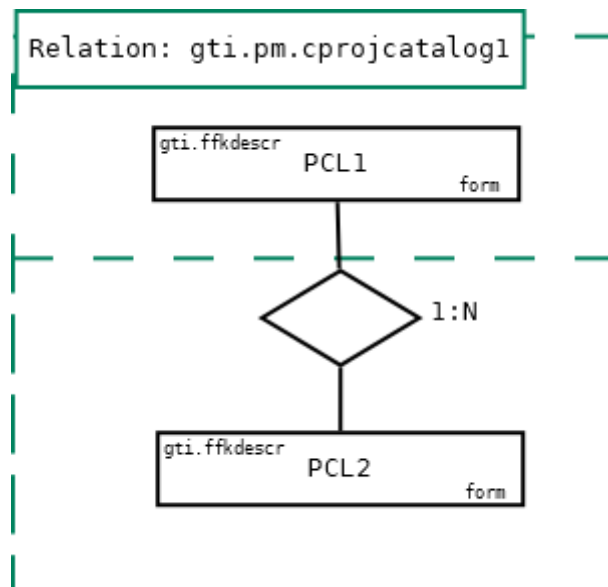 Relation: gti.pm.cprojcatalog1
gti.ffkdescr
PCL1
form
1:N
gti.ffkdescr
PCL2
form